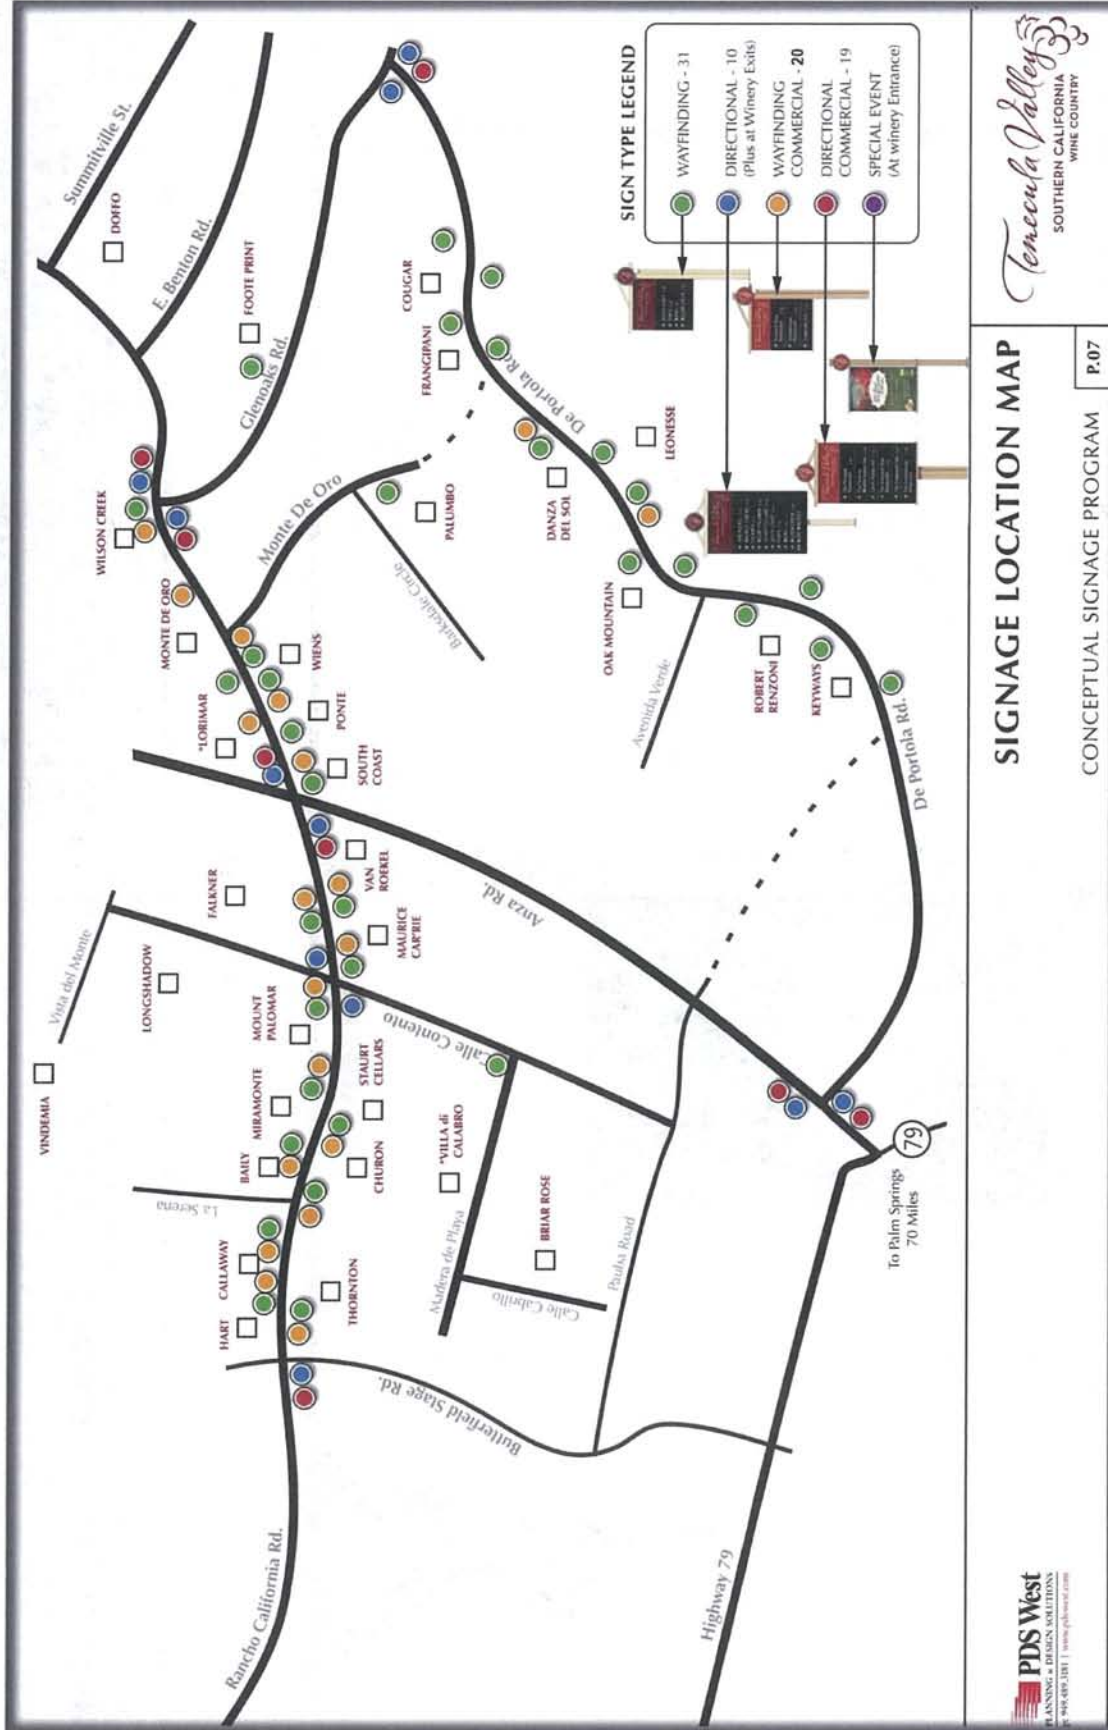 Summitville St.
DOFFO
E. Benton Rd.
FOOTE PRINT
Glenoaks Rd.
WILSON CREEK
MONTE DE ORO
Monte De Oro
PALUMBO
Barksdale Circle
*LORIMAR
WIENS
PONTE
SOUTH
COAST
COUGAR
FRANGIPANI
De Portola Rd.
LEONESSE
DANZA
DEL SOL
OAK MOUNTAIN
Avenida Verde
ROBERT
RENZONI
KEYWAYS
De Portola Rd.
FALKNER
VAN
ROEKEL
Anza Rd.
MAURICE
CAR'RIE
Vista del Monte
LONGSHADOW
MOUNT
PALOMAR
Calle Contento
VINDEMIA
MIRAMONTE
STAURT
CELLARS
BAILY
CHURON
*VILLA di
CALABRO
La Serena
CALLAWAY
HART
THORNTON
Madera de Playa
BRIAR ROSE
Calle Cabrillo
Pauba Road
Butterfield Stage Rd.
Rancho California Rd.
Highway 79
79
To Palm Springs
70 Miles
SIGN TYPE LEGEND
WAYFINDING - 31
DIRECTIONAL - 10
(Plus at Winery Exits)
WAYFINDING
COMMERCIAL - 20
DIRECTIONAL
COMMERCIAL - 19
SPECIAL EVENT
(At winery Entrance)
PDS West
PLANNING & DESIGN SOLUTIONS
SIGNAGE LOCATION MAP
CONCEPTUAL SIGNAGE PROGRAM
P.07
Temecula Valley
SOUTHERN CALIFORNIA
WINE COUNTRY